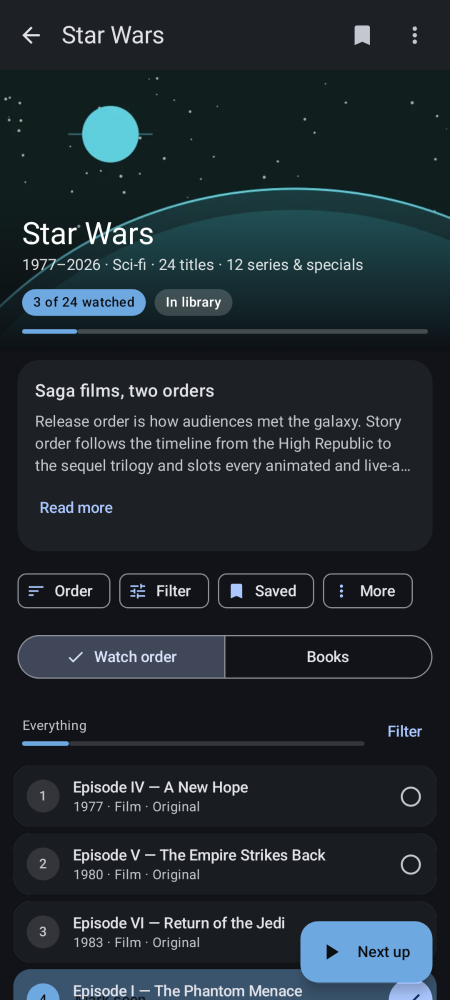 Star Wars
Star Wars
1977–2026 · Sci-fi · 24 titles · 12 series & specials
3 of 24 watched
In library
Saga films, two orders
Release order is how audiences met the galaxy. Story
order follows the timeline from the High Republic to
the sequel trilogy and slots every animated and live-a…
Read more
Order
Filter
Saved
More
Watch order
Books
Everything
Filter
1
Episode IV — A New Hope
1977 · Film · Original
2
Episode V — The Empire Strikes Back
1980 · Film · Original
3
Episode VI — Return of the Jedi
1983 · Film · Original
Next up
4
Episode I — The Phantom Menace